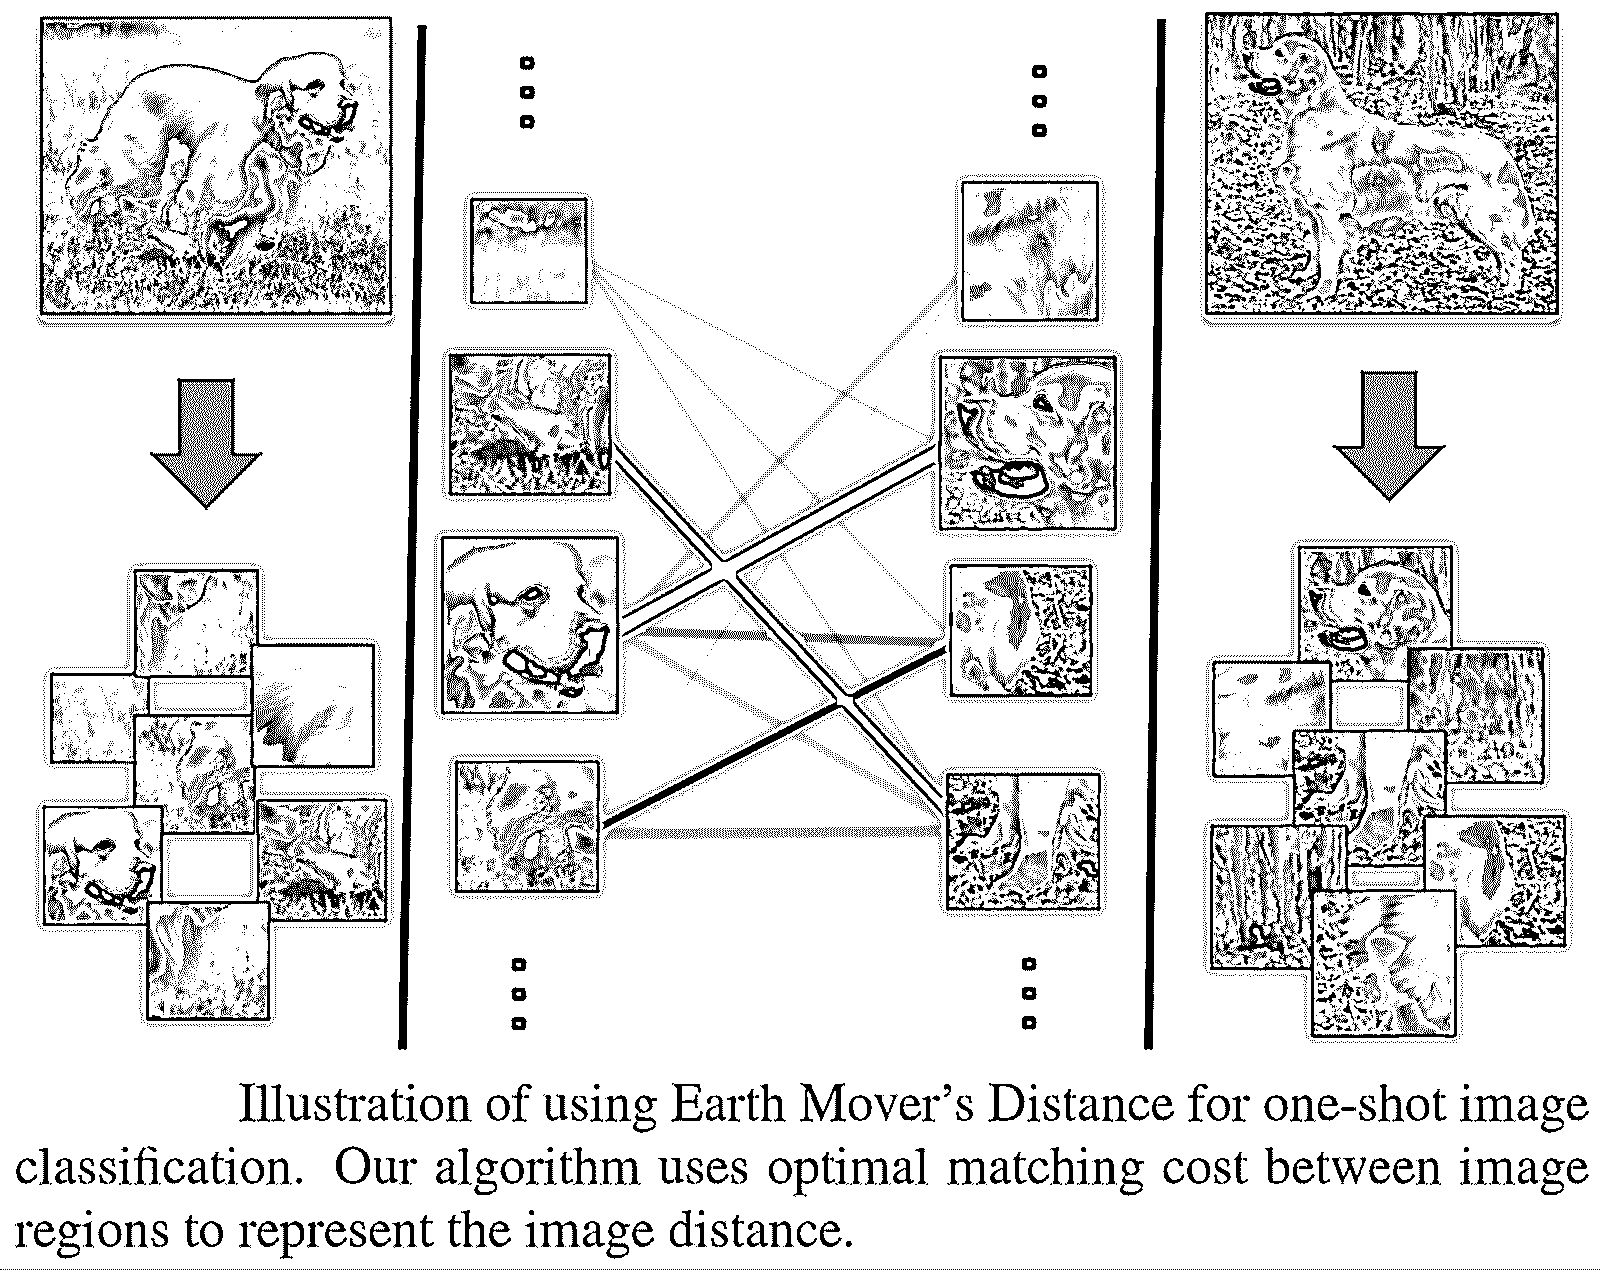 Illustration of using Earth Mover's Distance for one-shot image
classification. Our algorithm uses optimal matching cost between image
regions to represent the image distance.